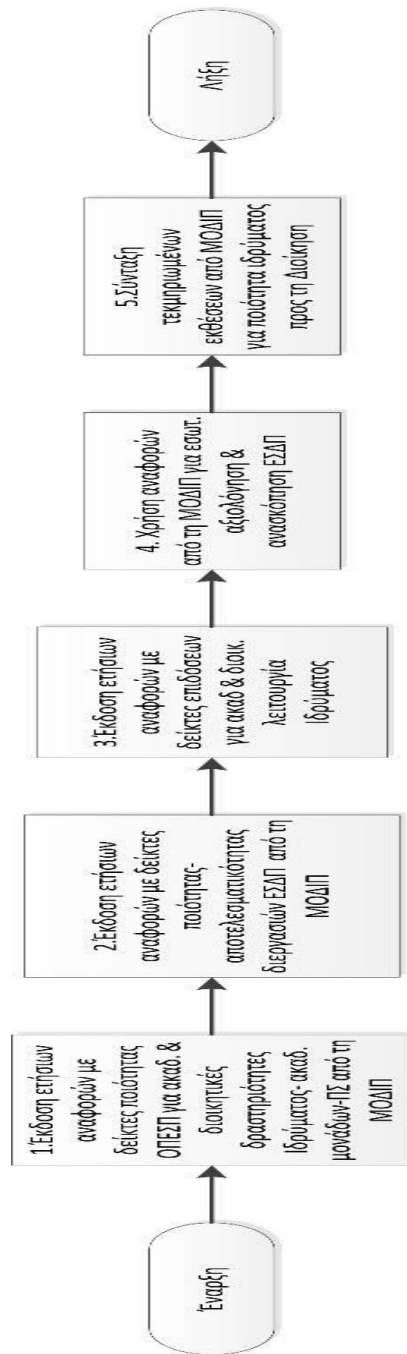 Έναρξη
1.Έκδοση ετήσιων
αναφορών με
δείκτες ποιότητας
ΟΠΕΣΠ για ακαδ. &
διοικητικές
δραστηριότητες
Ιδρύματος- ακαδ.
μονάδων-ΠΣ από τη
ΜΟΔΙΠ
2.Έκδοση ετήσιων
αναφορών με δείκτες
ποιότητας-
αποτελεσματικότητας
διεργασιών ΕΣΔΠ από τη
ΜΟΔΙΠ
3.Έκδοση ετήσιων
αναφορών με
δείκτες επιδόσεων
για ακαδ & διοικ.
λειτουργία
Ιδρύματος
4. Χρήση αναφορών
από τη ΜΟΔΙΠ για εσωτ.
αξιολόγηση &
ανασκόπηση ΕΣΔΠ
5.Σύνταξη
τεκμηριωμένων
εκθέσεων από ΜΟΔΙΠ
για ποιότητα ιδρύματος
προς τη Διοίκηση
Λήξη